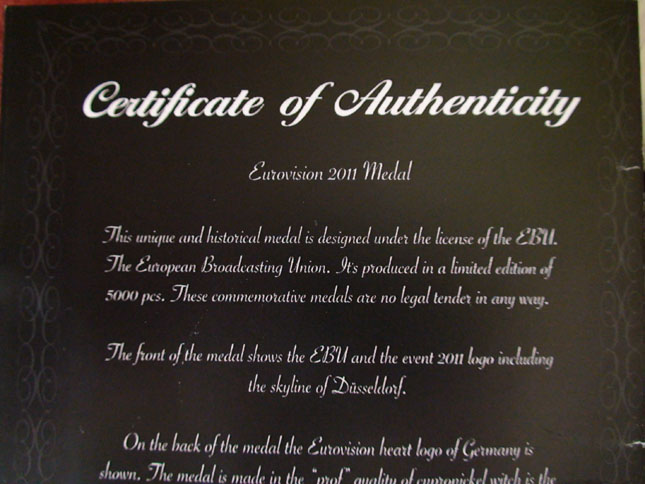 Certificate of Authenticity
Eurovision 2011 Medal
This unique and historical medal is designed under the license of the EBU.
The European Broadcasting Union. It's produced in a limited edition of
5000 pcs. These commemorative medals are no legal tender in any way.
The front of the medal shows the EBU and the event 2011 logo including
the skyline of Düsseldorf.
On the back of the medal the Eurovision heart logo of Germany is
shown. The medal is made in the "prof" quality of cupronickel witch is the